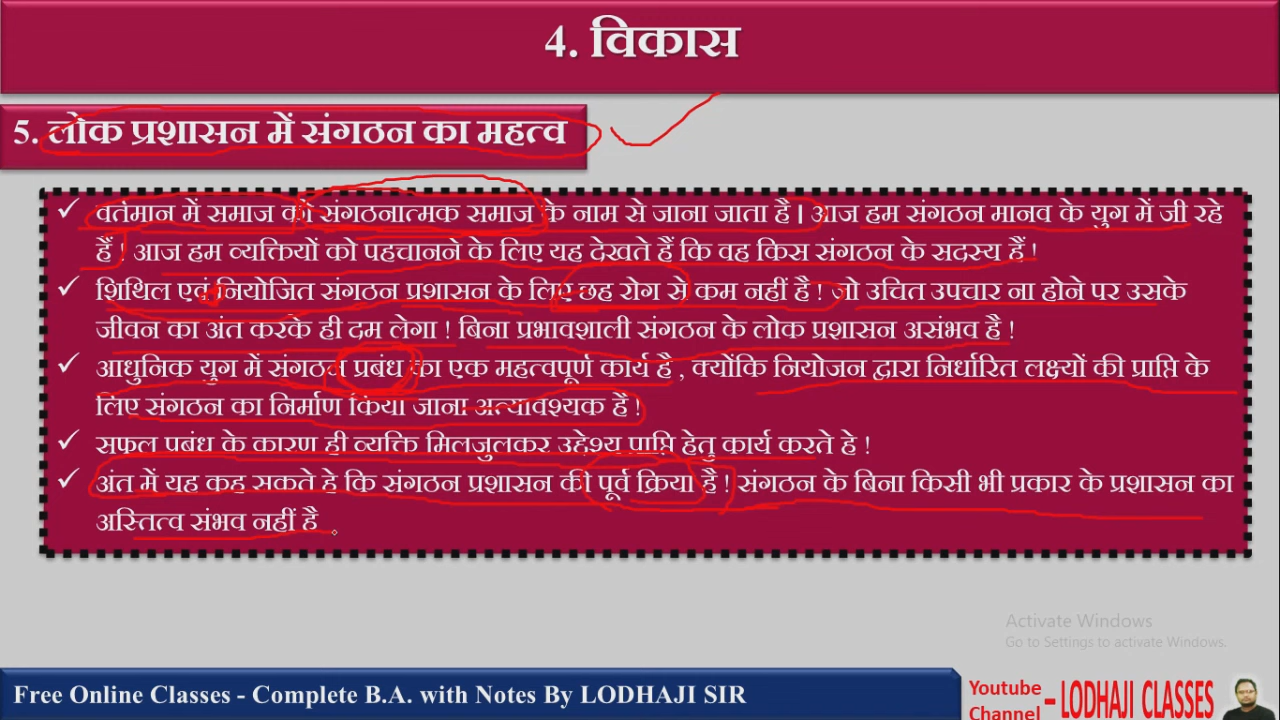 4. विकास
5. लोक प्रशासन में संगठन का महत्व
✓ वर्तमान में समाज को संगठनात्मक समाज के नाम से जाना जाता है । आज हम संगठन मानव के युग में जी रहे
हैं ! आज हम व्यक्तियों को पहचानने के लिए यह देखते हैं कि वह किस संगठन के सदस्य हैं !
✓ शिथिल एवं नियोजित संगठन प्रशासन के लिए छह रोग से कम नहीं है ! जो उचित उपचार ना होने पर उसके
जीवन का अंत करके ही दम लेगा ! बिना प्रभावशाली संगठन के लोक प्रशासन असंभव है !
✓ आधुनिक युग में संगठन प्रबंध का एक महत्वपूर्ण कार्य है , क्योंकि नियोजन द्वारा निर्धारित लक्ष्यों की प्राप्ति के
लिए संगठन का निर्माण किया जाना अत्यावश्यक है !
✓ सफल प्रबंध के कारण ही व्यक्ति मिलजुलकर उद्देश्य प्राप्ति हेतु कार्य करते हे !
✓ अंत में यह कह सकते हे कि संगठन प्रशासन की पूर्व क्रिया है ! संगठन के बिना किसी भी प्रकार के प्रशासन का
अस्तित्व संभव नहीं है
Activate Windows
Go to Settings to activate Windows.
Free Online Classes - Complete B.A. with Notes By LODHAJI SIR
Youtube Channel – LODHAJI CLASSES